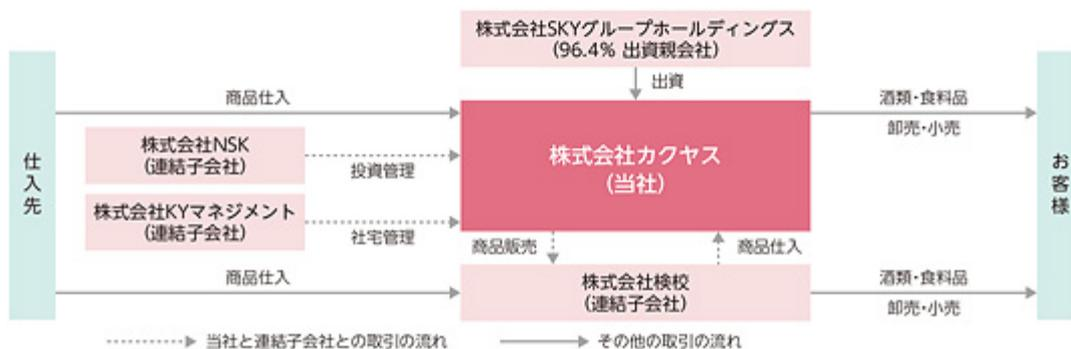 株式会社SKYグループホールディングス
(96.4% 出資親会社)
出資
仕入先
商品仕入
株式会社NSK
(連結子会社)
投資管理
株式会社KYマネジメント
(連結子会社)
社宅管理
商品仕入
株式会社カクヤス
(当社)
商品販売
商品仕入
株式会社検校
(連結子会社)
酒類・食料品
卸売・小売
酒類・食料品
卸売・小売
お客様
当社と連結子会社との取引の流れ
その他の取引の流れ